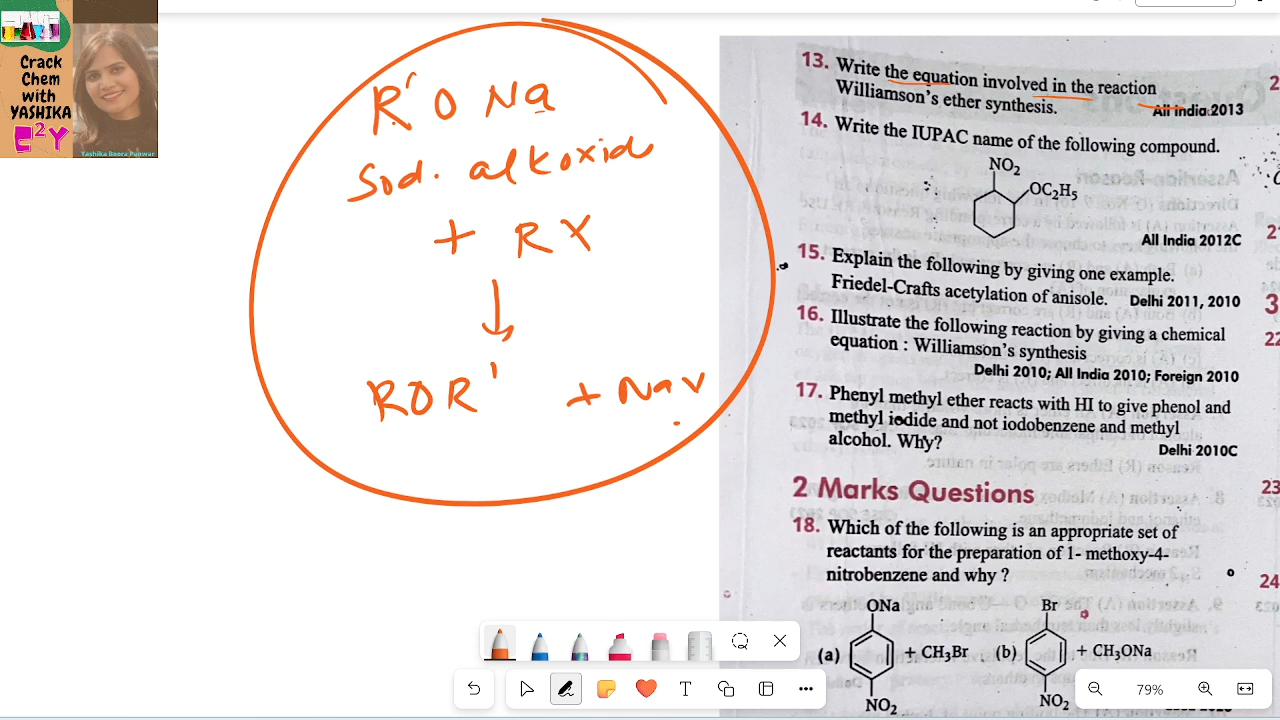 Crack
Chem
with
YASHIKA
E²Y
Yashika Boora Punwar
R'O Na
Sod. alkoxide
+ R X
ROR' + Nax
13. Write the equation involved in the reaction
Williamson's ether synthesis. All India 2013
14. Write the IUPAC name of the following compound.
NO₂
OC₂H₅
All India 2012C
15. Explain the following by giving one example.
Friedel-Crafts acetylation of anisole. Delhi 2011, 2010
16. Illustrate the following reaction by giving a chemical
equation : Williamson's synthesis
Delhi 2010; All India 2010; Foreign 2010
17. Phenyl methyl ether reacts with HI to give phenol and
methyl iodide and not iodobenzene and methyl
alcohol. Why?
Delhi 2010C
2 Marks Questions
18. Which of the following is an appropriate set of
reactants for the preparation of 1- methoxy-4-
nitrobenzene and why ?
ONa Br
(a) + CH₃Br (b) + CH₃ONa
NO₂ NO₂
23
24
T
79%